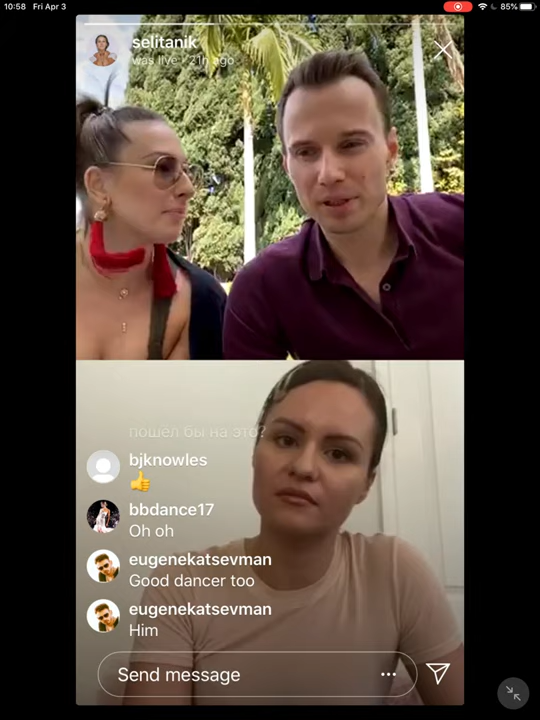 10:58 Fri Apr 3 85%
selitanik
was live · 21h ago
пошёл бы на это?
bjknowles
👍
bbdance17
Oh oh
eugenekatsevman
Good dancer too
eugenekatsevman
Him
Send message